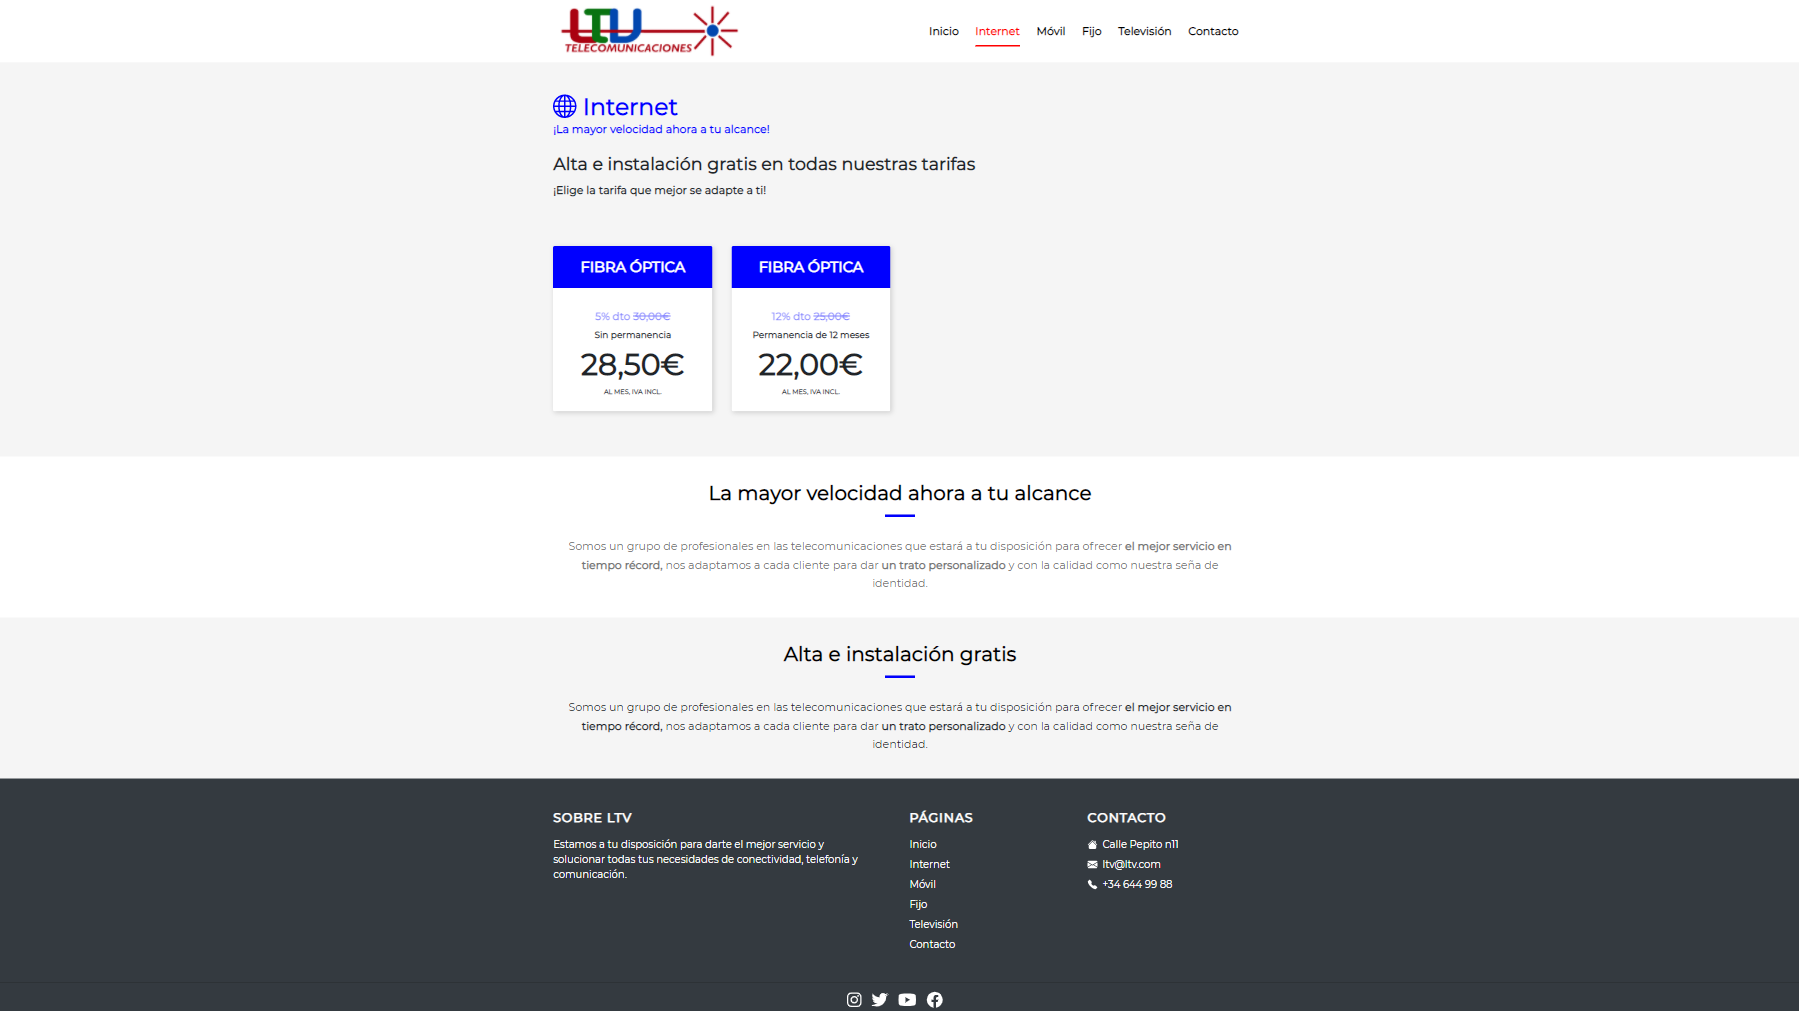 LTV
TELECOMUNICACIONES
Inicio
Internet
Móvil
Fijo
Televisión
Contacto
Internet
¡La mayor velocidad ahora a tu alcance!
Alta e instalación gratis en todas nuestras tarifas
¡Elige la tarifa que mejor se adapte a ti!
FIBRA ÓPTICA
5% dto 30,00€
Sin permanencia
28,50€
AL MES, IVA INCL.
FIBRA ÓPTICA
12% dto 25,00€
Permanencia de 12 meses
22,00€
AL MES, IVA INCL.
La mayor velocidad ahora a tu alcance
Somos un grupo de profesionales en las telecomunicaciones que estará a tu disposición para ofrecer el mejor servicio en
tiempo récord, nos adaptamos a cada cliente para dar un trato personalizado y con la calidad como nuestra seña de
identidad.
Alta e instalación gratis
Somos un grupo de profesionales en las telecomunicaciones que estará a tu disposición para ofrecer el mejor servicio en
tiempo récord, nos adaptamos a cada cliente para dar un trato personalizado y con la calidad como nuestra seña de
identidad.
SOBRE LTV
Estamos a tu disposición para darte el mejor servicio y
solucionar todas tus necesidades de conectividad, telefonía y
comunicación.
PÁGINAS
Inicio
Internet
Móvil
Fijo
Televisión
Contacto
CONTACTO
Calle Pepito n11
ltv@ltv.com
+34 644 99 88